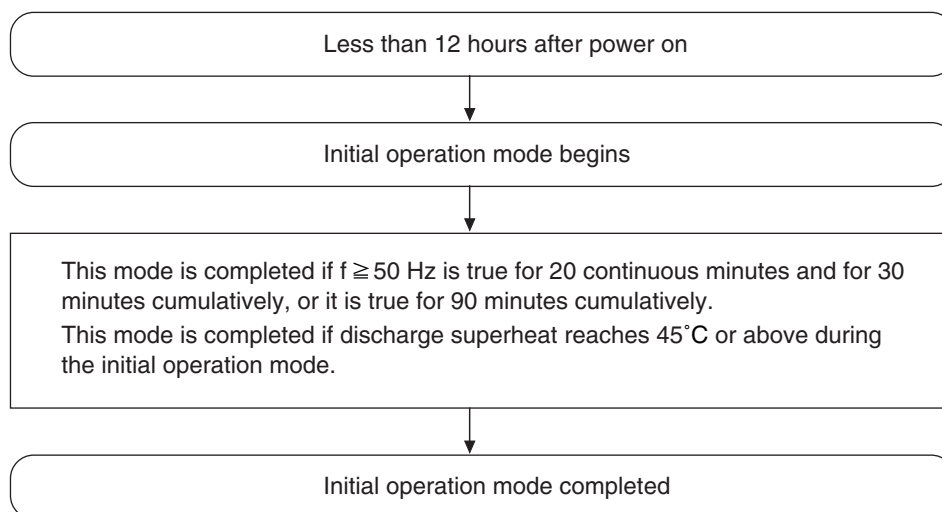 Less than 12 hours after power on
Initial operation mode begins
This mode is completed if f ≧ 50 Hz is true for 20 continuous minutes and for 30
minutes cumulatively, or it is true for 90 minutes cumulatively.
This mode is completed if discharge superheat reaches 45˚C or above during
the initial operation mode.
Initial operation mode completed